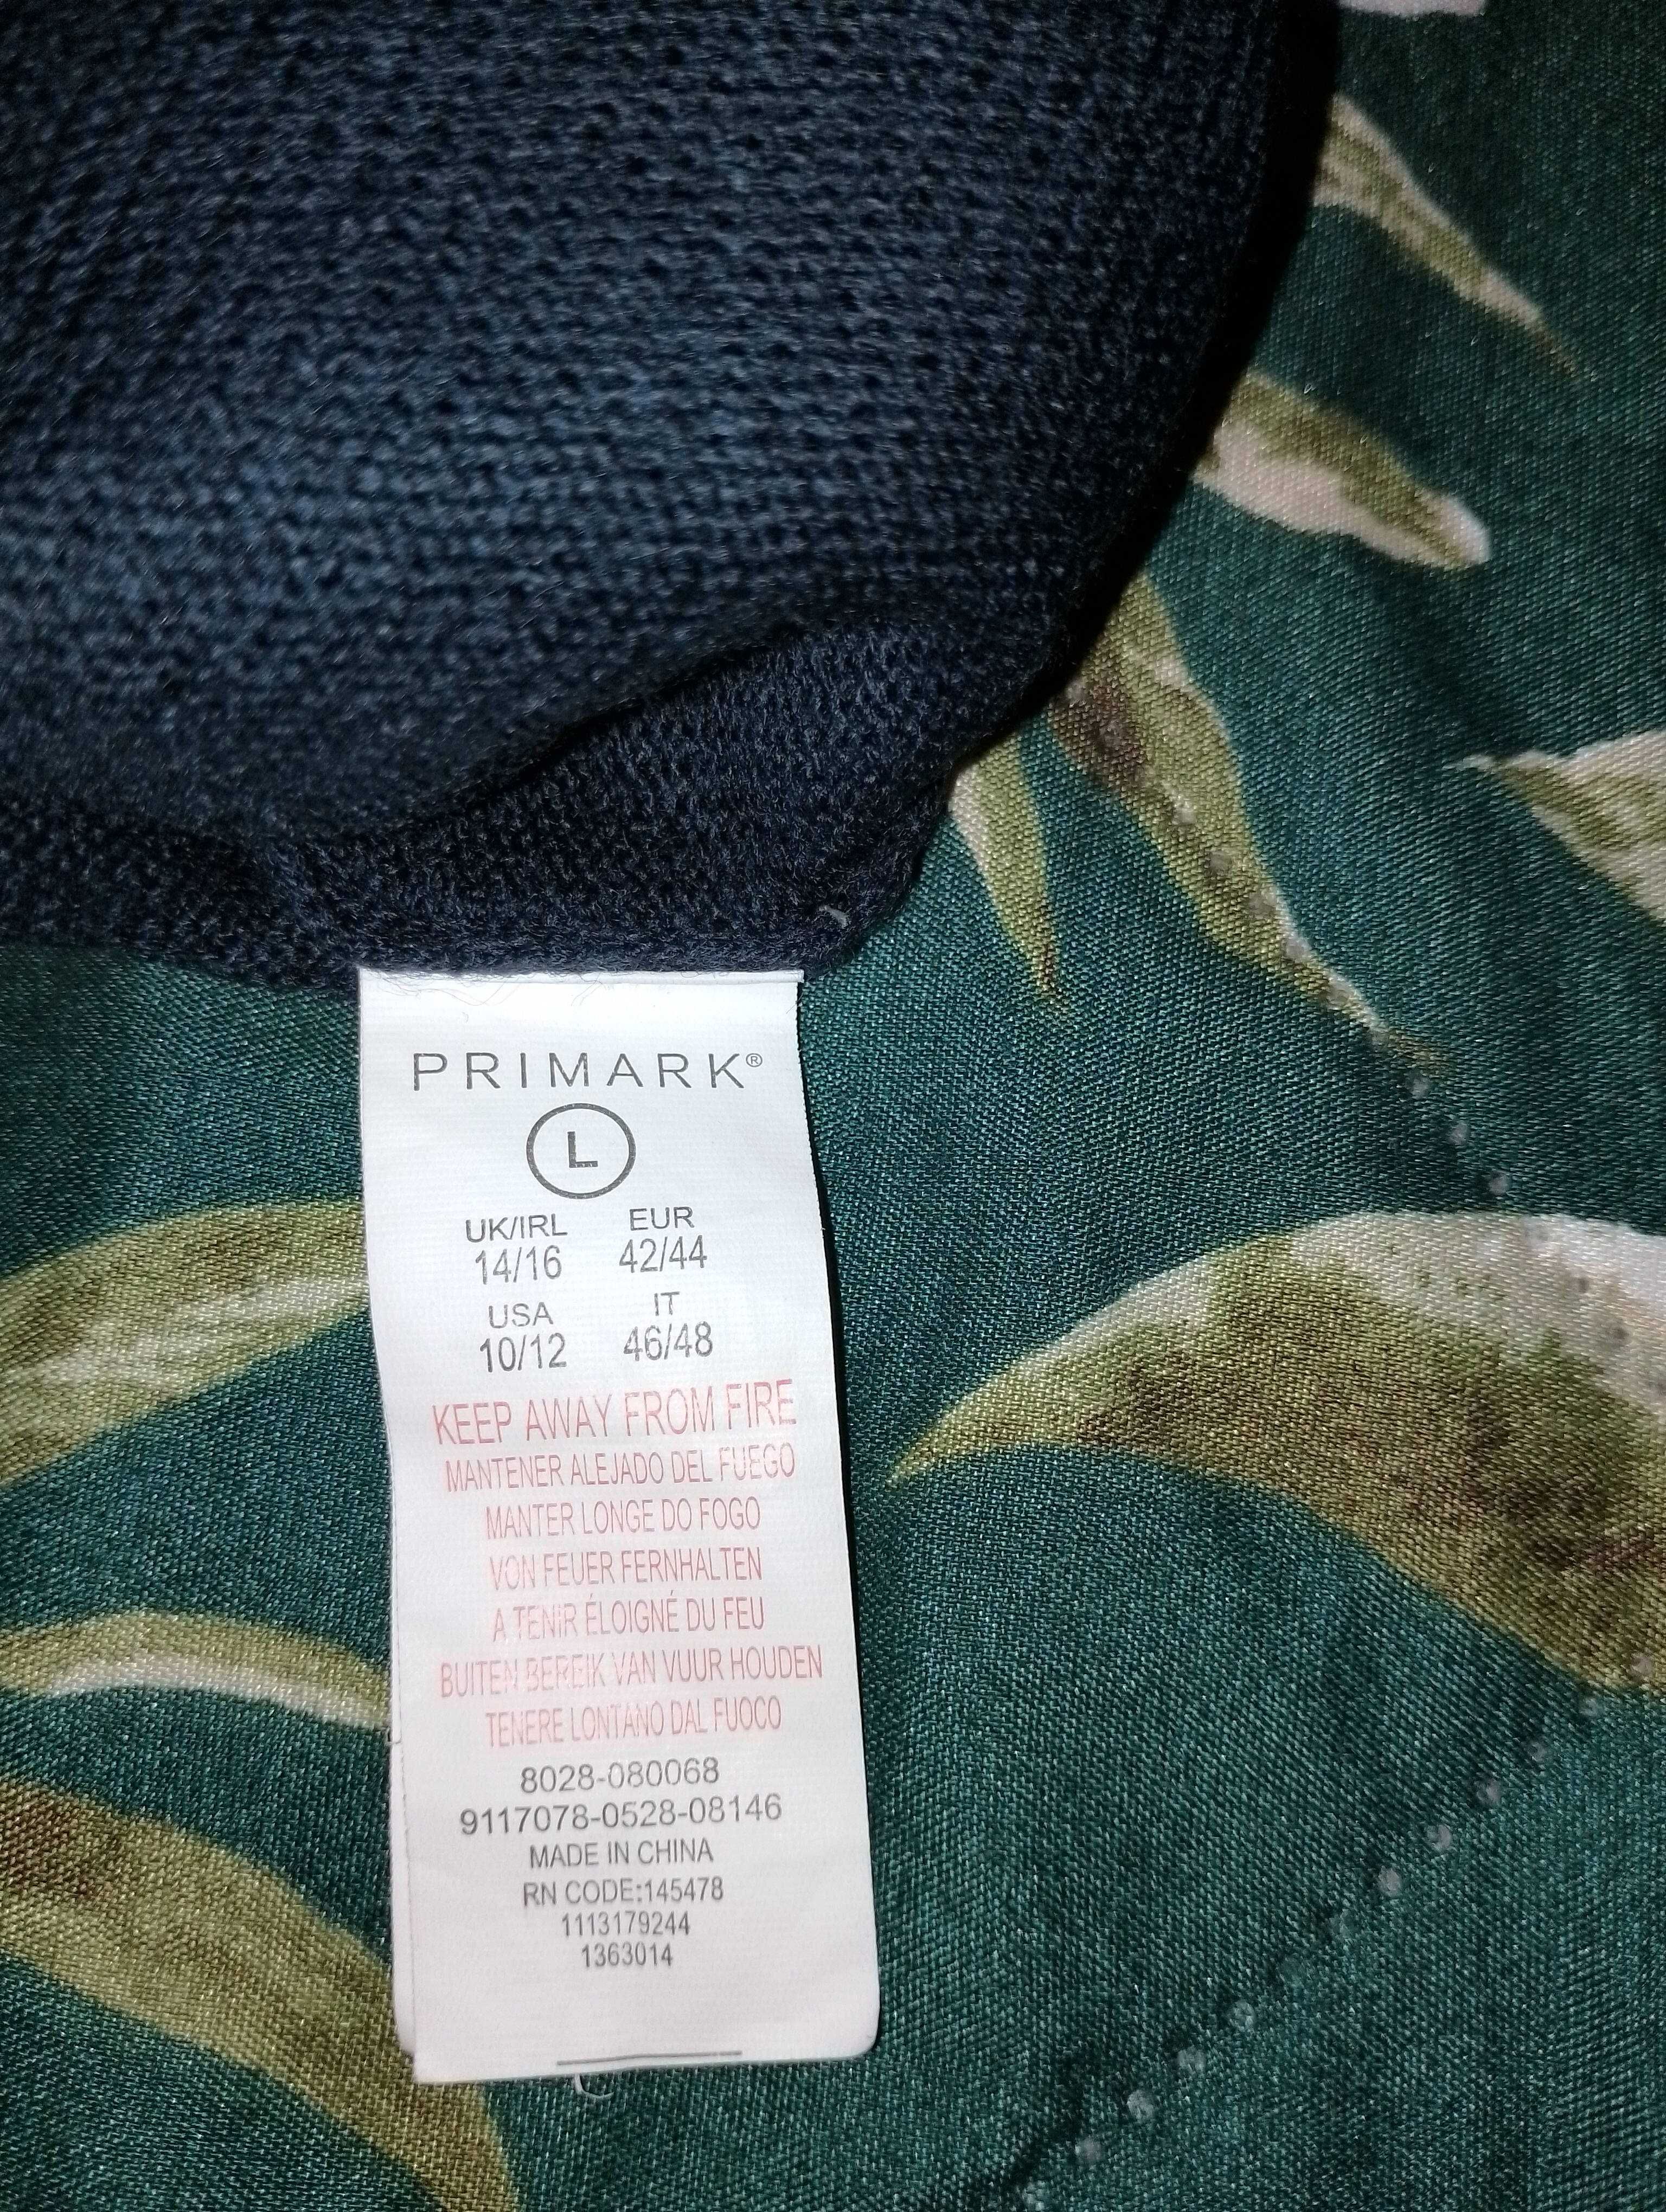 PRIMARK®
L
UK/IRL EUR
14/16 42/44
USA IT
10/12 46/48
KEEP AWAY FROM FIRE
MANTENER ALEJADO DEL FUEGO
MANTER LONGE DO FOGO
VON FEUER FERNHALTEN
A TENIR ÉLOIGNÉ DU FEU
BUITEN BEREIK VAN VUUR HOUDEN
TENERE LONTANO DAL FUOCO
8028-080068
9117078-0528-08146
MADE IN CHINA
RN CODE:145478
1113179244
1363014